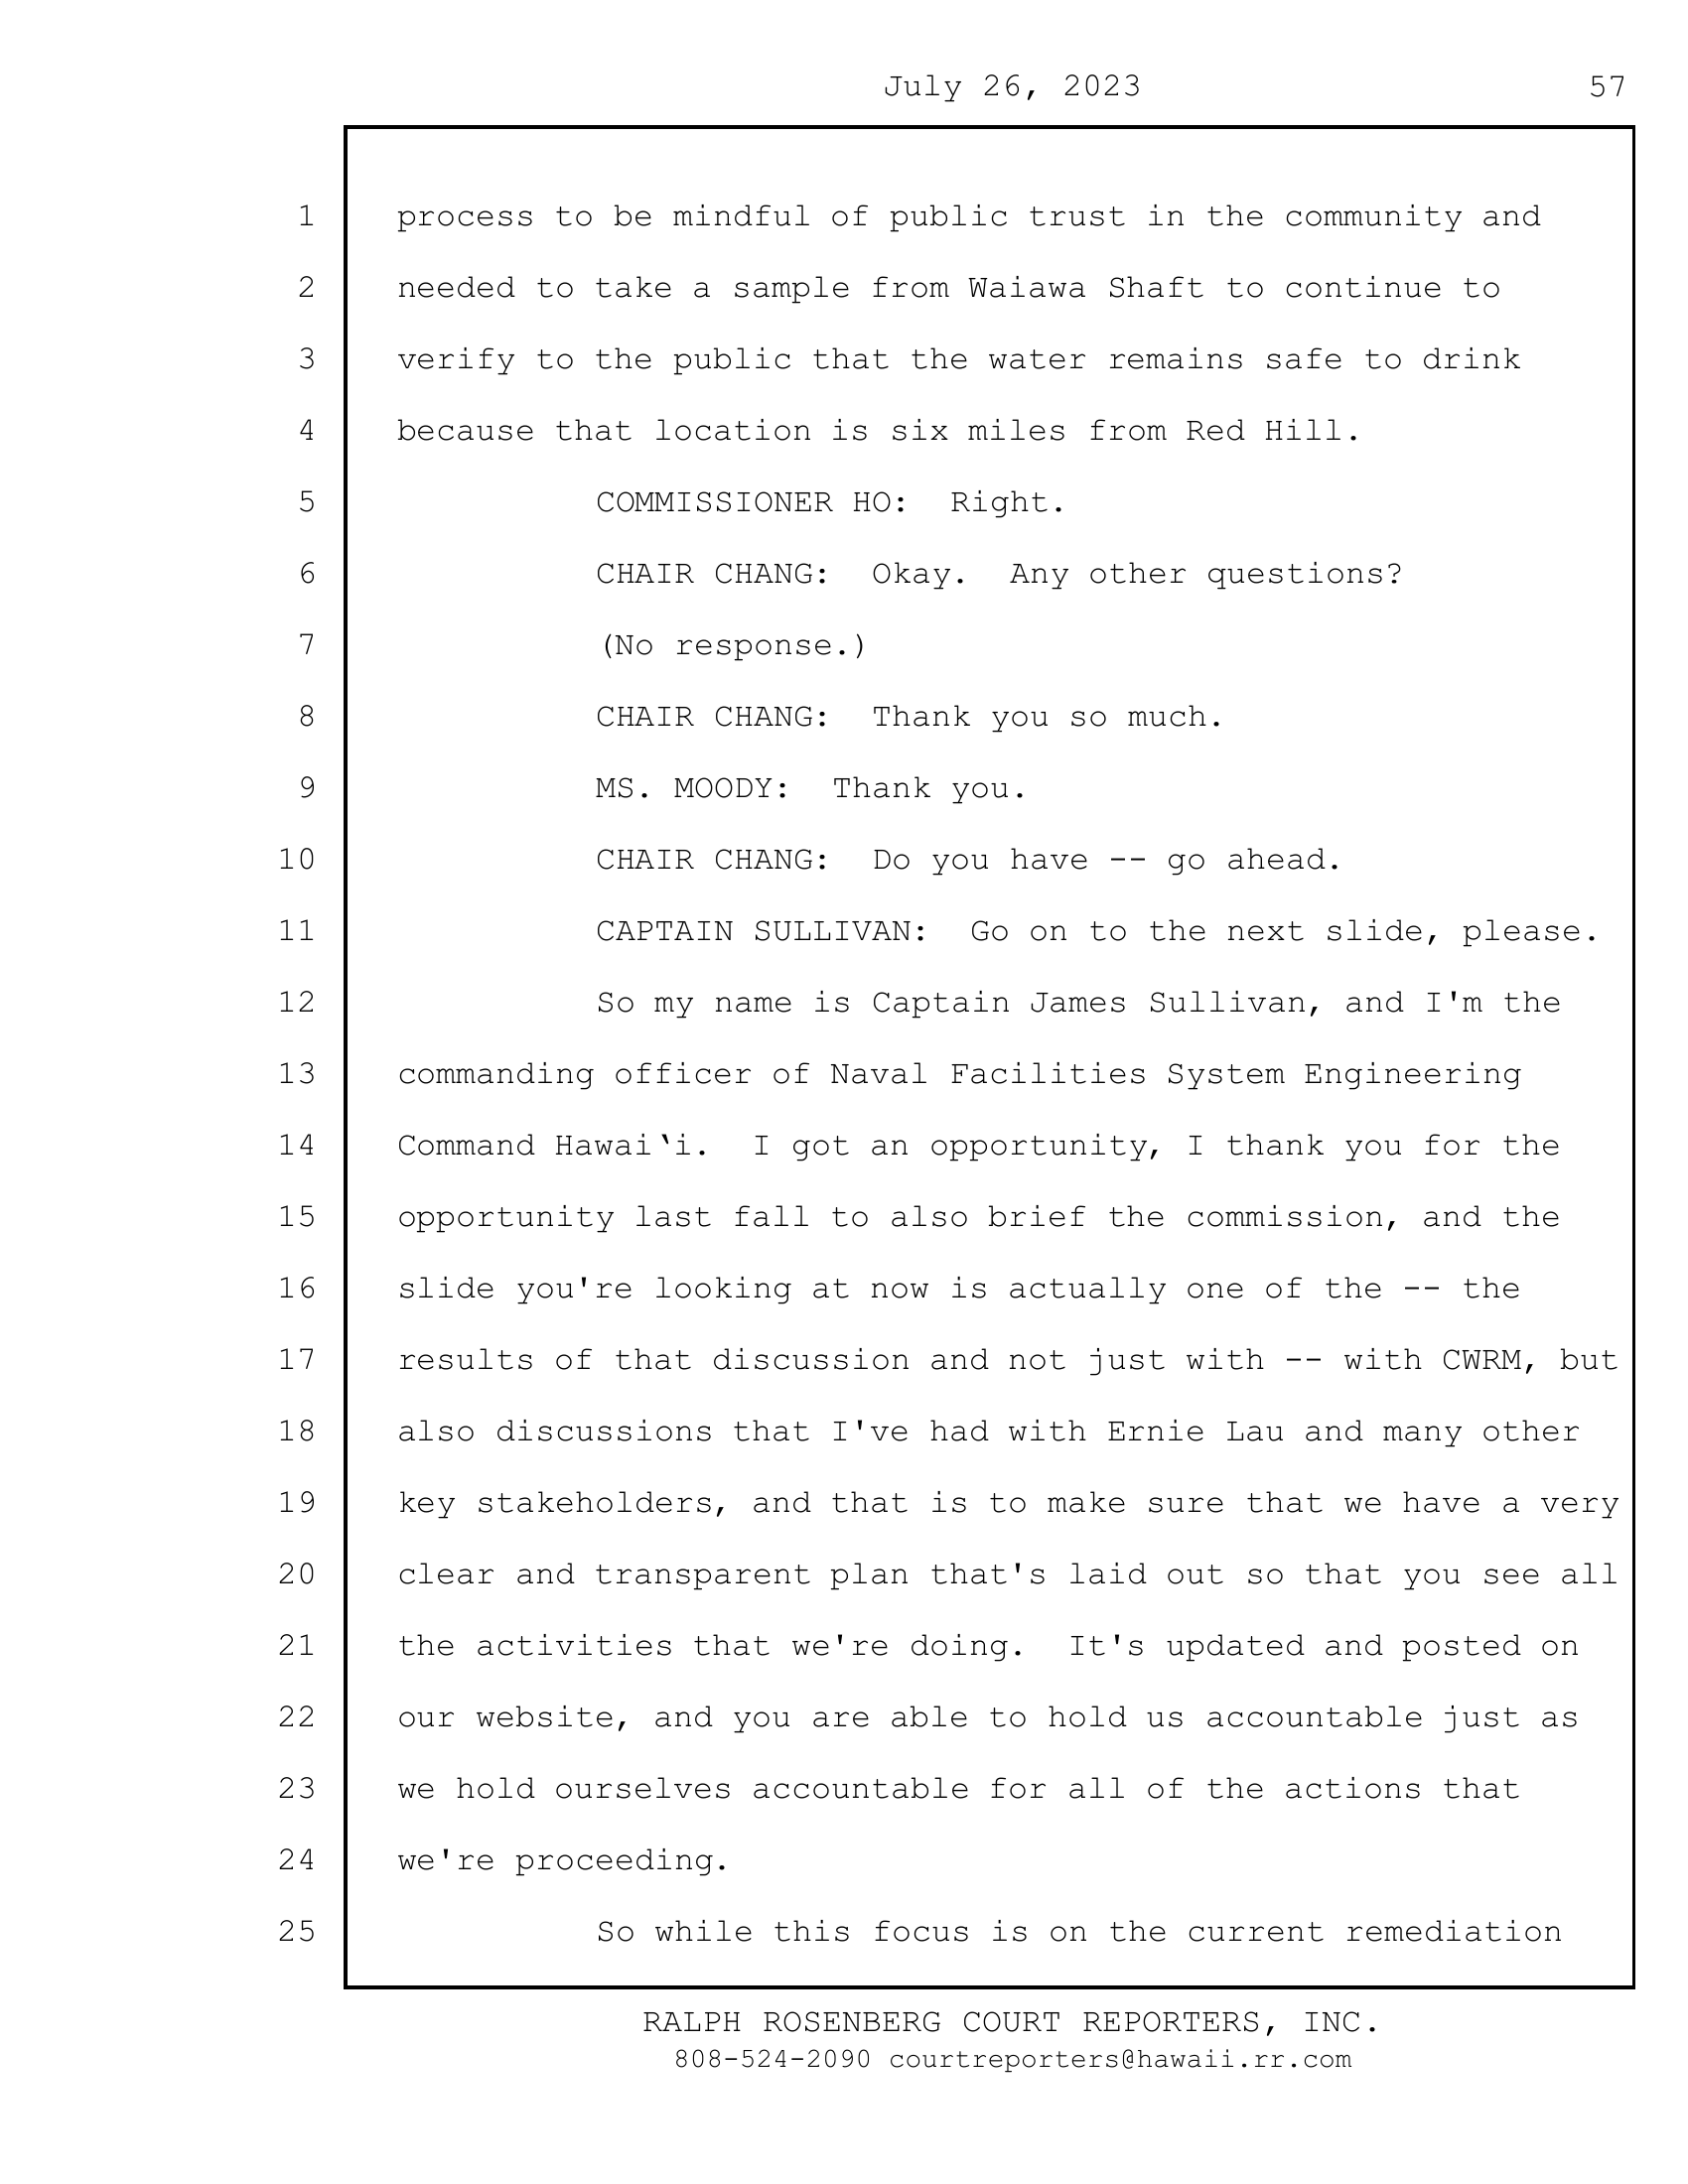 July 26, 2023 57
1 process to be mindful of public trust in the community and
2 needed to take a sample from Waiawa Shaft to continue to
3 verify to the public that the water remains safe to drink
4 because that location is six miles from Red Hill.
5 COMMISSIONER HO:  Right.
6 CHAIR CHANG:  Okay.  Any other questions?
7 (No response.)
8 CHAIR CHANG:  Thank you so much.
9 MS. MOODY:  Thank you.
10 CHAIR CHANG:  Do you have -- go ahead.
11 CAPTAIN SULLIVAN:  Go on to the next slide, please.
12 So my name is Captain James Sullivan, and I'm the
13 commanding officer of Naval Facilities System Engineering
14 Command Hawai‘i.  I got an opportunity, I thank you for the
15 opportunity last fall to also brief the commission, and the
16 slide you're looking at now is actually one of the -- the
17 results of that discussion and not just with -- with CWRM, but
18 also discussions that I've had with Ernie Lau and many other
19 key stakeholders, and that is to make sure that we have a very
20 clear and transparent plan that's laid out so that you see all
21 the activities that we're doing.  It's updated and posted on
22 our website, and you are able to hold us accountable just as
23 we hold ourselves accountable for all of the actions that
24 we're proceeding.
25 So while this focus is on the current remediation
RALPH ROSENBERG COURT REPORTERS, INC.
808-524-2090 courtreporters@hawaii.rr.com